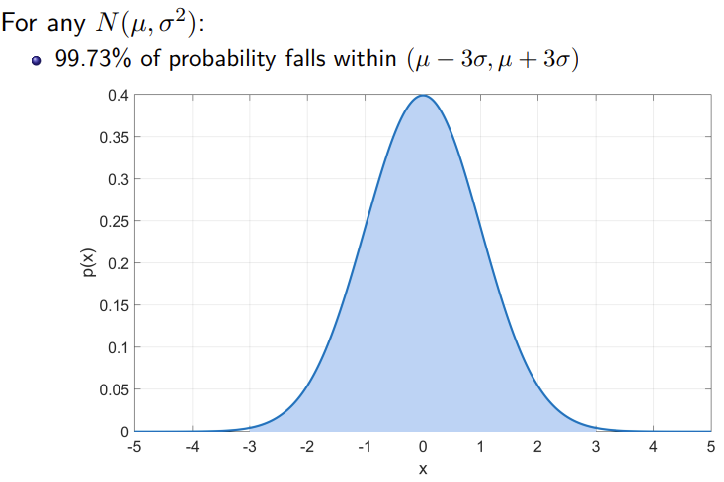 For any N(μ, σ²):
99.73% of probability falls within (μ − 3σ, μ + 3σ)
0.4
0.35
0.3
0.25
0.2
0.15
0.1
0.05
0
p(x)
-5 -4 -3 -2 -1 0 1 2 3 4 5
x